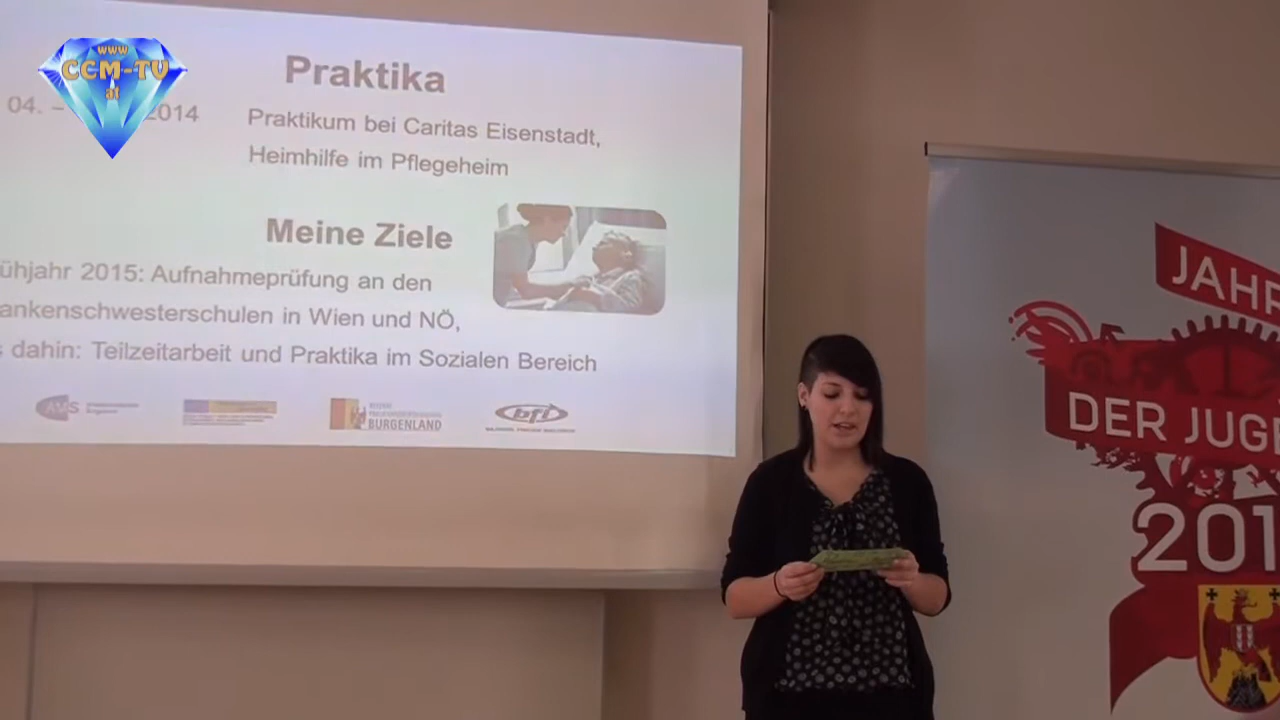 www
CCM-TV
at
Praktika
04. – 2014
Praktikum bei Caritas Eisenstadt,
Heimhilfe im Pflegeheim
Meine Ziele
ühjahr 2015: Aufnahmeprüfung an den
ankenschwesterschulen in Wien und NÖ,
s dahin: Teilzeitarbeit und Praktika im Sozialen Bereich
AMS
BURGENLAND
bfi
JAHR
DER JUGE
201